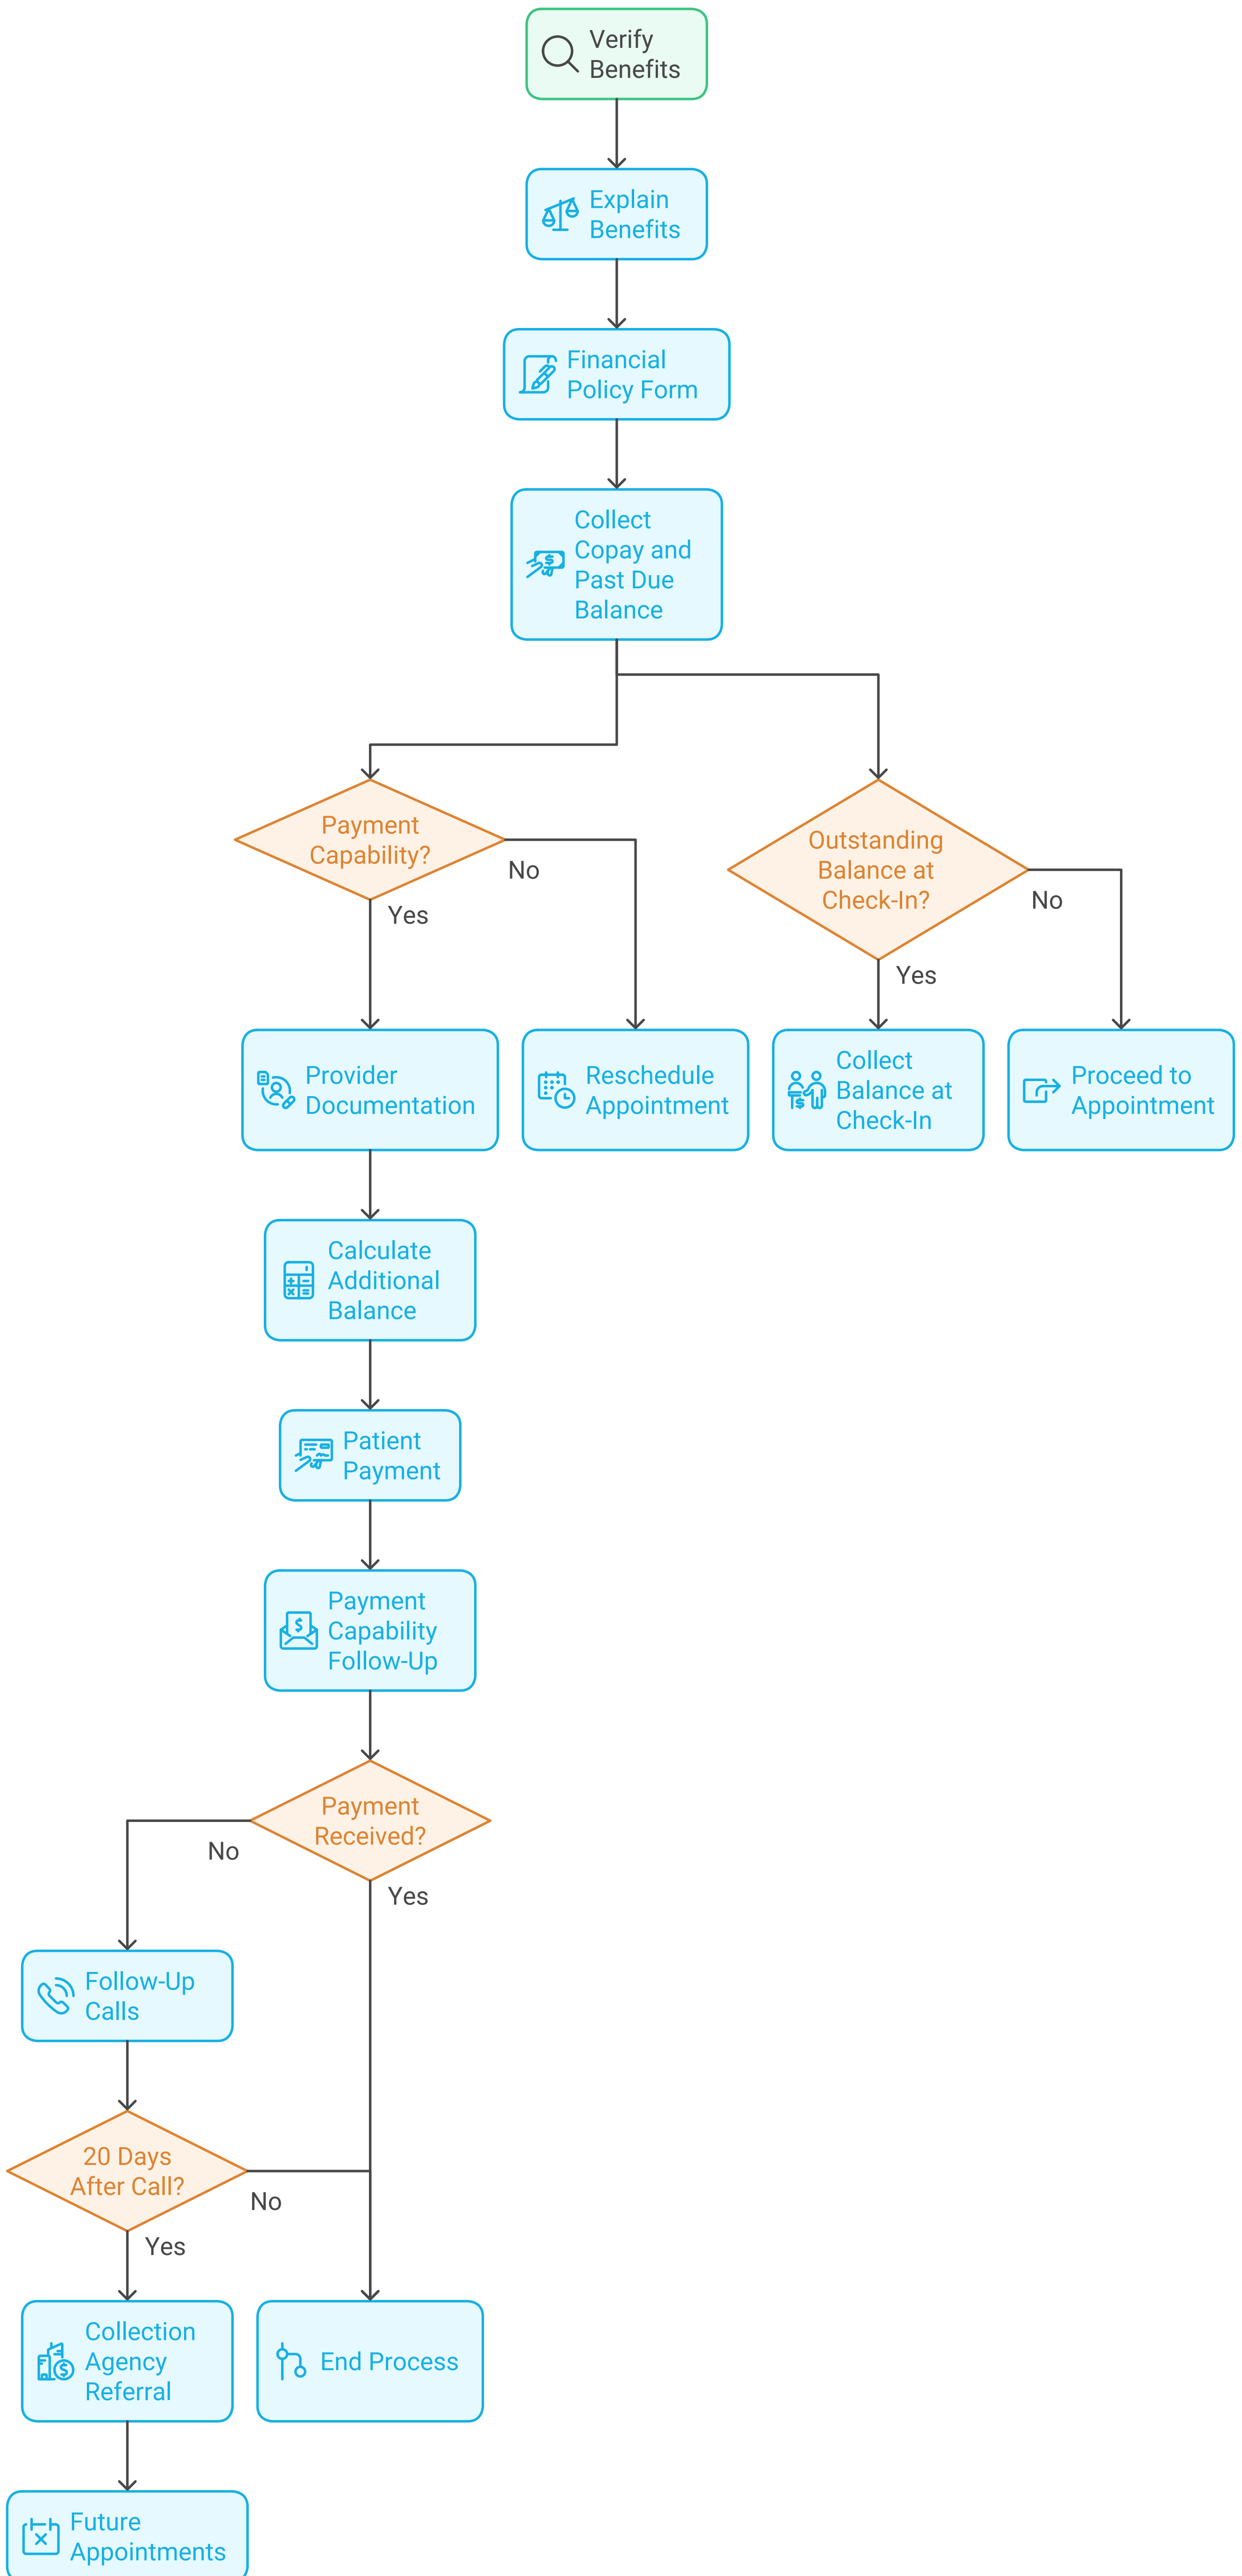 Verify
Benefits
Explain
Benefits
Financial
Policy Form
Collect
Copay and
Past Due
Balance
Payment
Capability?
No
Yes
Outstanding
Balance at
Check-In?
No
Yes
Provider
Documentation
Reschedule
Appointment
Collect
Balance at
Check-In
Proceed to
Appointment
Calculate
Additional
Balance
Patient
Payment
Payment
Capability
Follow-Up
Payment
Received?
No
Yes
Follow-Up
Calls
20 Days
After Call?
No
Yes
Collection
Agency
Referral
End Process
Future
Appointments